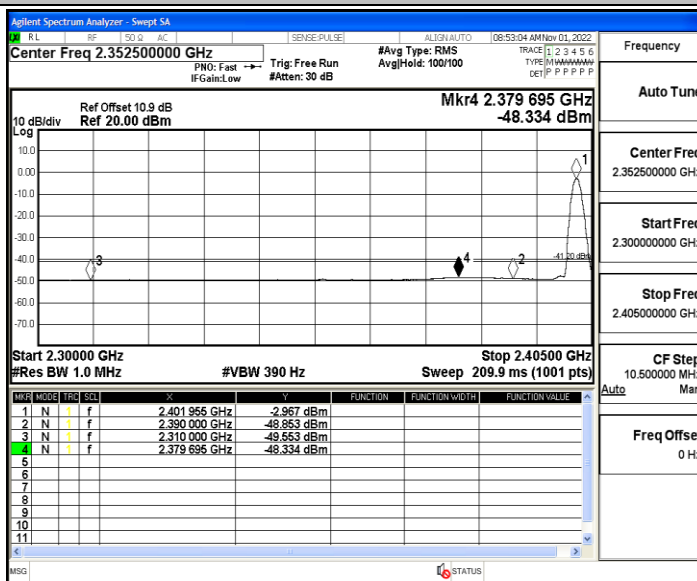 Agilent Spectrum Analyzer - Swept SA
RL RF 50 Ω AC SENSE:PULSE ALIGN AUTO 08:53:04 AM Nov 01, 2022
Center Freq 2.352500000 GHz
PNO: Fast
IFGain:Low
Trig: Free Run
#Atten: 30 dB
#Avg Type: RMS
Avg|Hold: 100/100
TRACE 1 2 3 4 5 6
TYPE M W W W W W
DET P P P P P P
Ref Offset 10.9 dB
10 dB/div Ref 20.00 dBm
Log
Mkr4 2.379 695 GHz
-48.334 dBm
10.0
0.00
-10.0
-20.0
-30.0
-40.0
-50.0
-60.0
-70.0
1
2
3
4
-41.20 dBm
Start 2.30000 GHz Stop 2.40500 GHz
#Res BW 1.0 MHz #VBW 390 Hz Sweep 209.9 ms (1001 pts)
MKR MODE TRC SCL X Y FUNCTION FUNCTION WIDTH FUNCTION VALUE
1 N 1 f 2.401 955 GHz -2.967 dBm
2 N 1 f 2.390 000 GHz -48.853 dBm
3 N 1 f 2.310 000 GHz -49.553 dBm
4 N 1 f 2.379 695 GHz -48.334 dBm
5
6
7
8
9
10
11
MSG STATUS
Frequency
Auto Tune
Center Freq
2.352500000 GHz
Start Freq
2.300000000 GHz
Stop Freq
2.405000000 GHz
CF Step
10.500000 MHz
Auto Man
Freq Offset
0 Hz